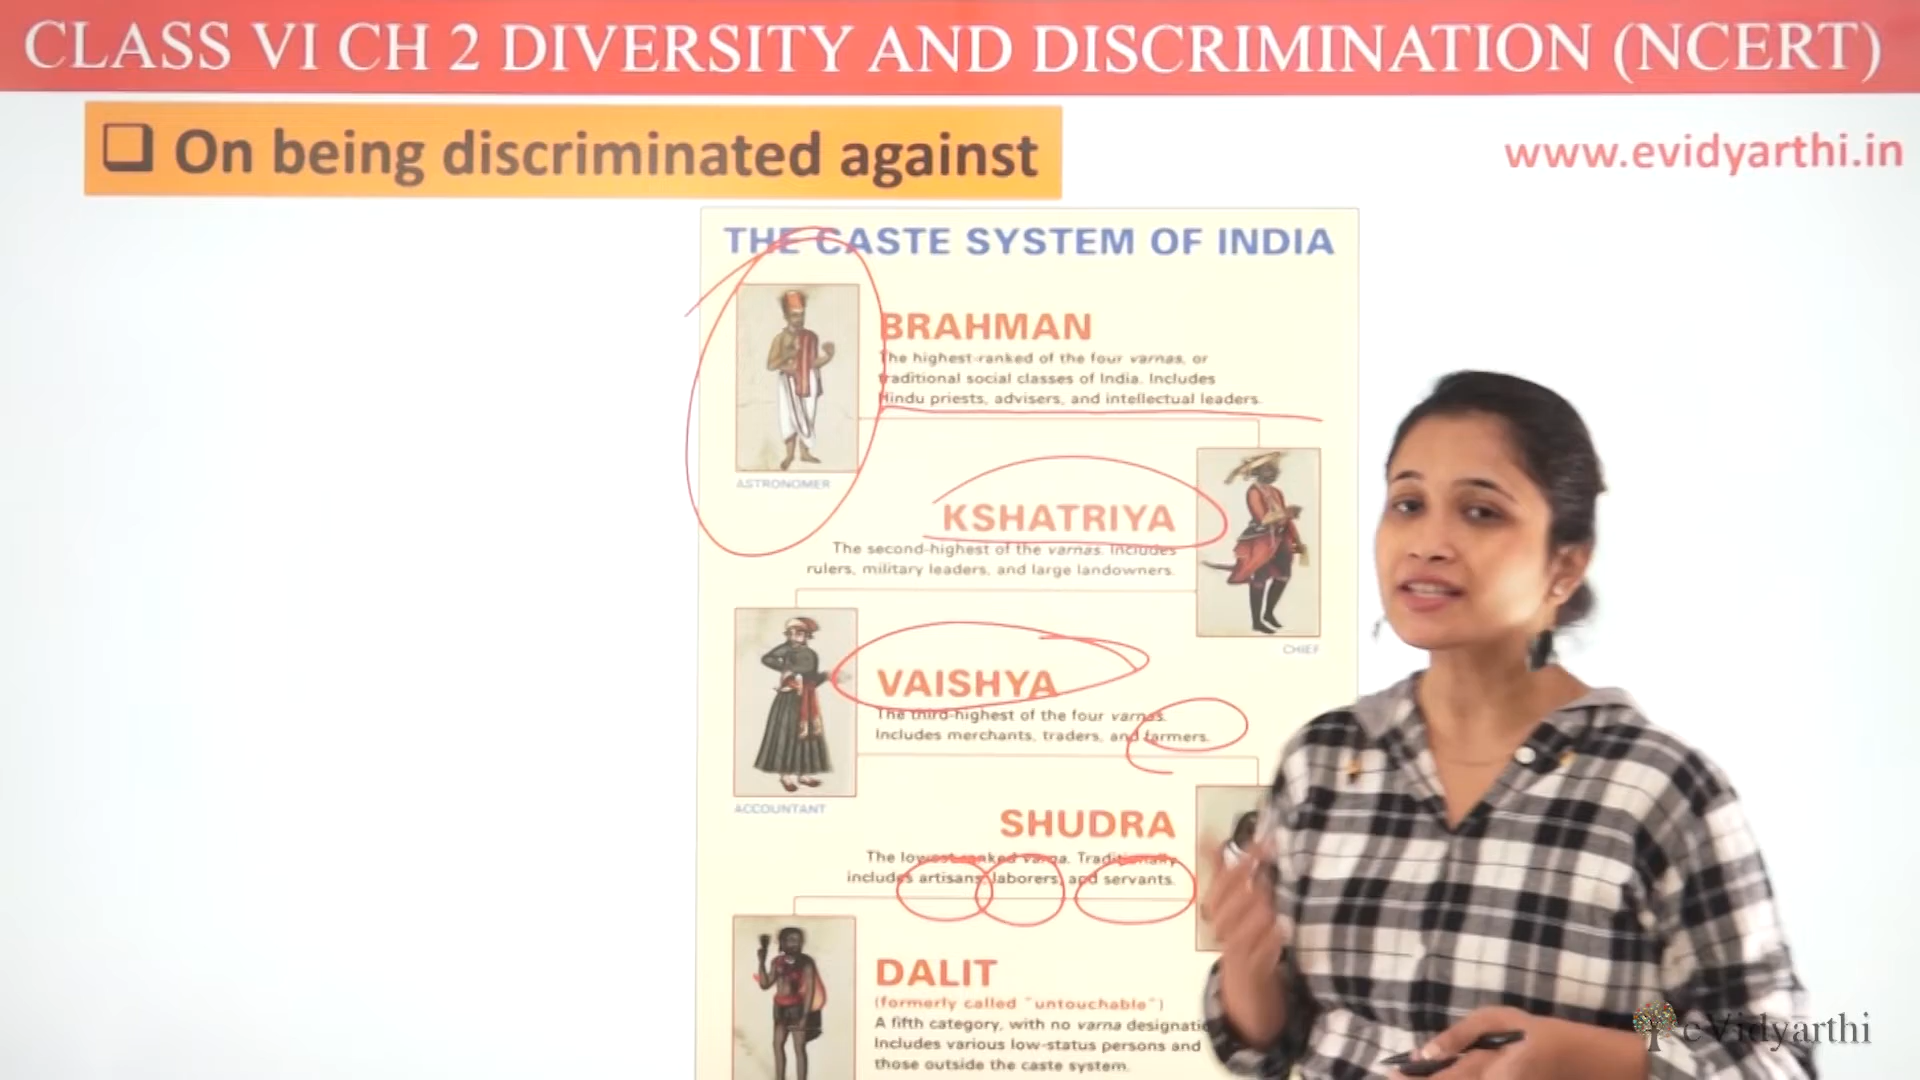 CLASS VI CH 2 DIVERSITY AND DISCRIMINATION (NCERT)
On being discriminated against
www.evidyarthi.in
THE CASTE SYSTEM OF INDIA
BRAHMAN
The highest-ranked of the four varnas, or
traditional social classes of India. Includes
Hindu priests, advisers, and intellectual leaders.
ASTRONOMER
KSHATRIYA
The second-highest of the varnas. Includes
rulers, military leaders, and large landowners.
CHIEF
VAISHYA
The third-highest of the four varnas.
Includes merchants, traders, and farmers.
ACCOUNTANT
SHUDRA
The lowest-ranked varna. Traditionally
includes artisans, laborers, and servants.
DALIT
(formerly called "untouchable")
A fifth category, with no varna
Includes various low-status persons and
those outside the caste system.
eVidyarthi